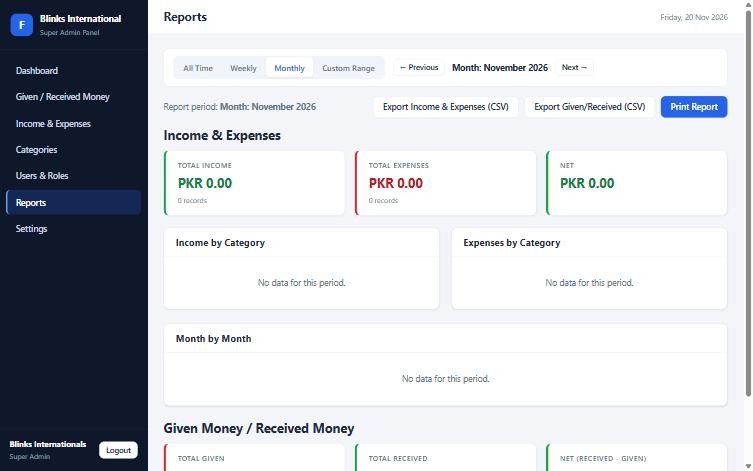 F
Blinks International
Super Admin Panel
Dashboard
Given / Received Money
Income & Expenses
Categories
Users & Roles
Reports
Settings
Blinks Internationals
Super Admin
Logout
Reports
Friday, 20 Nov 2026
All Time Weekly Monthly Custom Range ← Previous Month: November 2026 Next →
Report period: Month: November 2026 Export Income & Expenses (CSV) Export Given/Received (CSV) Print Report
Income & Expenses
TOTAL INCOME
PKR 0.00
0 records
TOTAL EXPENSES
PKR 0.00
0 records
NET
PKR 0.00
Income by Category
No data for this period.
Expenses by Category
No data for this period.
Month by Month
No data for this period.
Given Money / Received Money
TOTAL GIVEN
TOTAL RECEIVED
NET (RECEIVED - GIVEN)